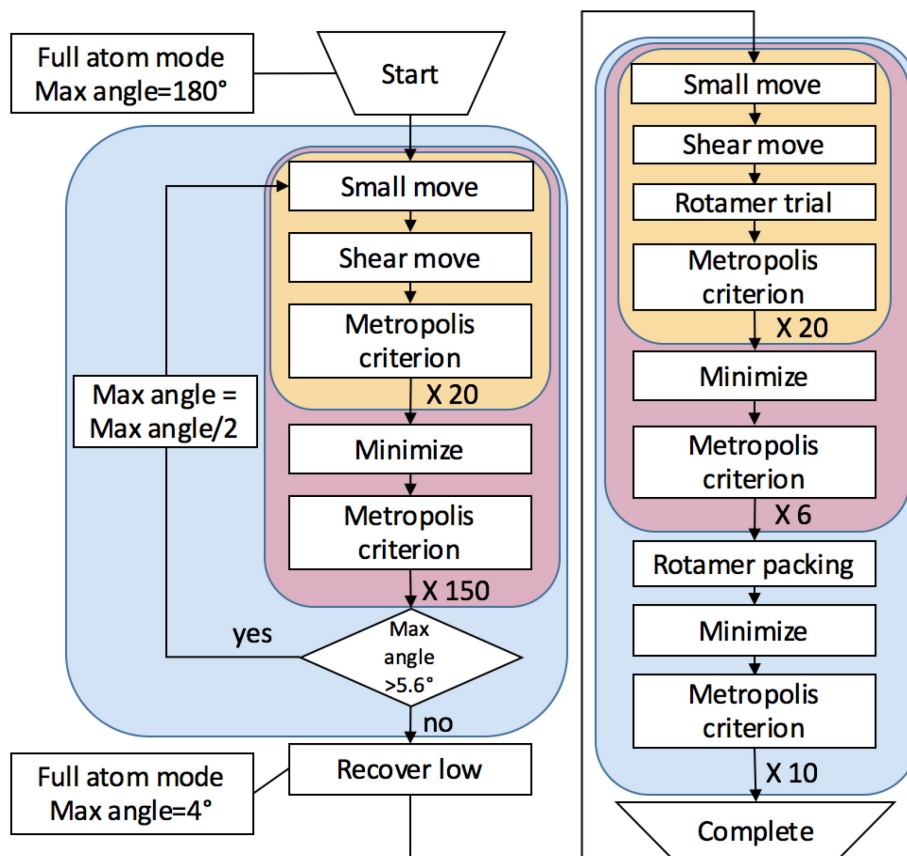 Full atom mode
Max angle=180°
Start
Small move
Shear move
Metropolis
criterion
X 20
Max angle =
Max angle/2
Minimize
Metropolis
criterion
X 150
yes
Max
angle
>5.6°
no
Full atom mode
Max angle=4°
Recover low
Small move
Shear move
Rotamer trial
Metropolis
criterion
X 20
Minimize
Metropolis
criterion
X 6
Rotamer packing
Minimize
Metropolis
criterion
X 10
Complete